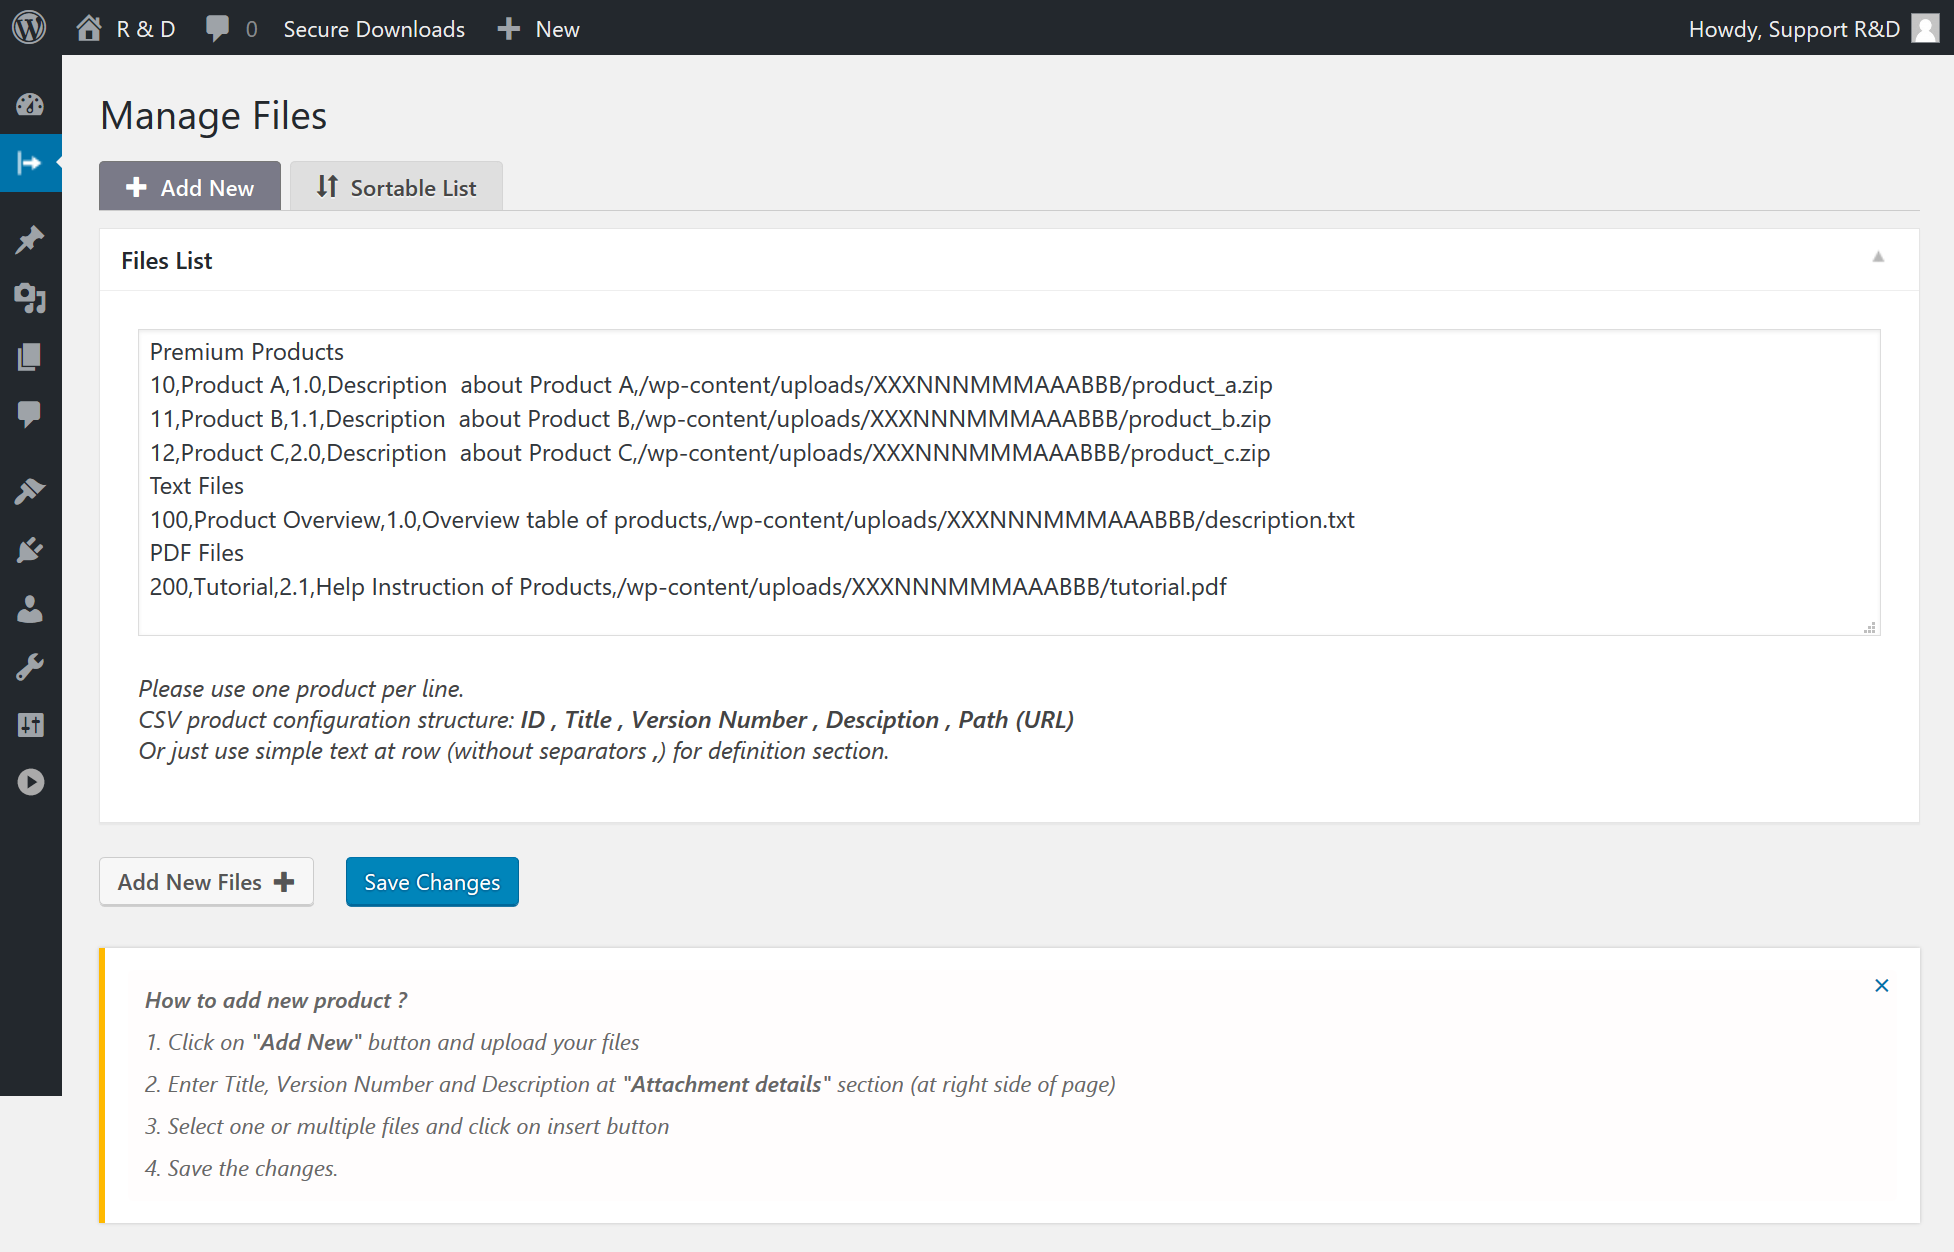 R & D 0 Secure Downloads New Howdy, Support R&D
Manage Files
Add New Sortable List
Files List
Premium Products
10,Product A,1.0,Description  about Product A,/wp-content/uploads/XXXNNNMMMAAABBB/product_a.zip
11,Product B,1.1,Description  about Product B,/wp-content/uploads/XXXNNNMMMAAABBB/product_b.zip
12,Product C,2.0,Description  about Product C,/wp-content/uploads/XXXNNNMMMAAABBB/product_c.zip
Text Files
100,Product Overview,1.0,Overview table of products,/wp-content/uploads/XXXNNNMMMAAABBB/description.txt
PDF Files
200,Tutorial,2.1,Help Instruction of Products,/wp-content/uploads/XXXNNNMMMAAABBB/tutorial.pdf
Please use one product per line.
CSV product configuration structure: ID , Title , Version Number , Desciption , Path (URL)
Or just use simple text at row (without separators ,) for definition section.
Add New Files Save Changes
How to add new product ?
1. Click on "Add New" button and upload your files
2. Enter Title, Version Number and Description at "Attachment details" section (at right side of page)
3. Select one or multiple files and click on insert button
4. Save the changes.